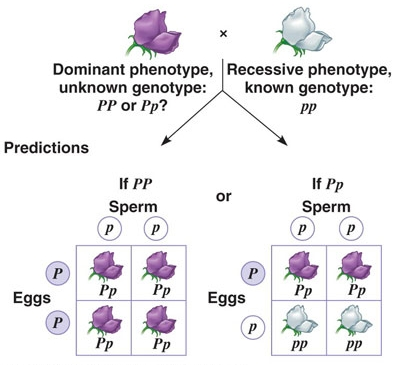 ×
Dominant phenotype,
unknown genotype:
PP or Pp?
Recessive phenotype,
known genotype:
pp
Predictions
If PP
Sperm
p p
Eggs
P
Pp Pp
P
Pp Pp
or
If Pp
Sperm
p p
Eggs
P
Pp Pp
p
pp pp